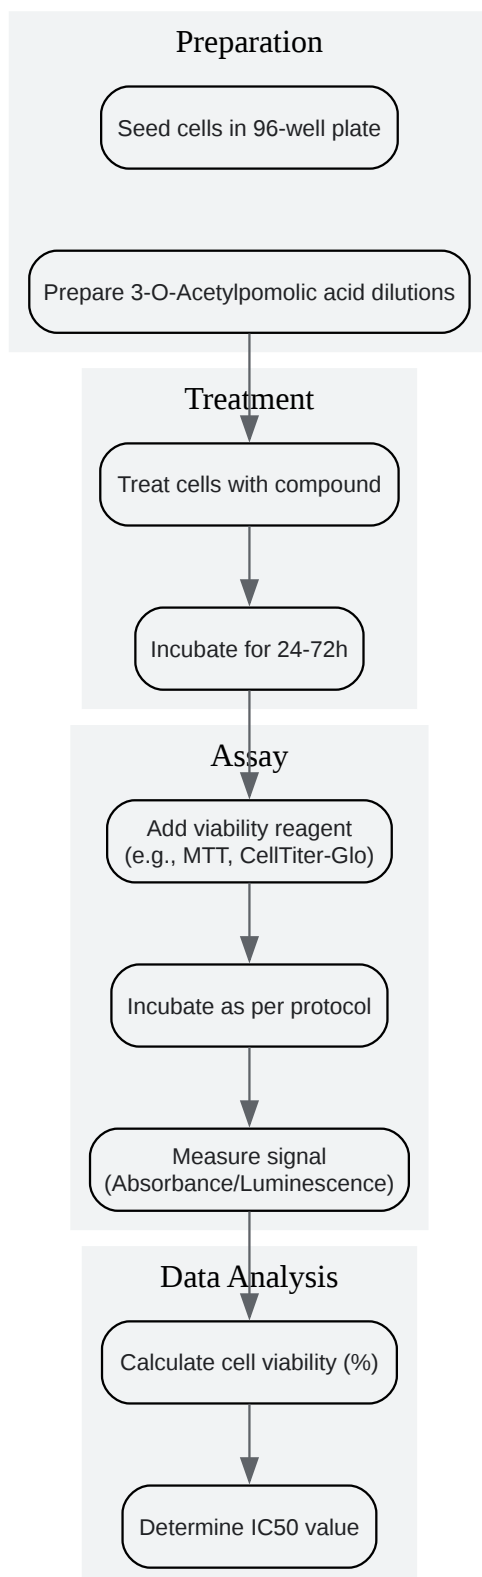 Preparation
Seed cells in 96-well plate
Prepare 3-O-Acetylpomolic acid dilutions
Treatment
Treat cells with compound
Incubate for 24-72h
Assay
Add viability reagent
(e.g., MTT, CellTiter-Glo)
Incubate as per protocol
Measure signal
(Absorbance/Luminescence)
Data Analysis
Calculate cell viability (%)
Determine IC50 value